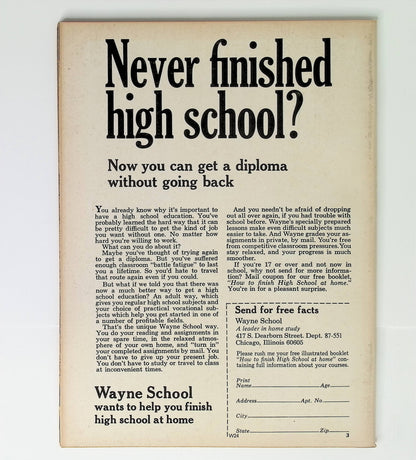 Never finished
high school?
Now you can get a diploma
without going back
You already know why it's important to
have a high school education. You've
probably learned the hard way that it can
be pretty difficult to get the kind of job
you want without one. No matter how
hard you're willing to work.
What can you do about it?
Maybe you've thought of trying again
to get a diploma. But you've suffered
enough classroom "battle fatigue" to last
you a lifetime. So you'd hate to travel
that route again even if you could.
But what if we told you that there was
now a much better way to get a high
school education? An adult way, which
gives you regular high school subjects and
your choice of practical vocational sub-
jects which help you get started in one of
a number of profitable fields.
That's the unique Wayne School way.
You do your reading and assignments in
your spare time, in the relaxed atmos-
phere of your own home, and "turn in"
your completed assignments by mail. You
don't have to give up your present job.
You don't have to study or travel to class
at inconvenient times.
Wayne School
wants to help you finish
high school at home
And you needn't be afraid of dropping
out all over again, if you had trouble with
school before. Wayne's specially prepared
lessons make even difficult subjects much
easier to take. And Wayne grades your as-
signments in private, by mail. You're free
from competitive classroom pressures. You
stay relaxed, and your progress is much
smoother.
If you're 17 or over and not now in
school, why not send for more informa-
tion? Mail coupon for our free booklet,
"How to finish High School at home."
You're in for a pleasant surprise.
Send for free facts
Wayne School
A leader in home study
417 S. Dearborn Street. Dept. 87-551
Chicago, Illinois 60605
Please rush me your free illustrated booklet
"How to finish High School at home" con-
taining full information about your courses.
Print
Name Age
Address Apt. No.
City
State Zip
W24 3